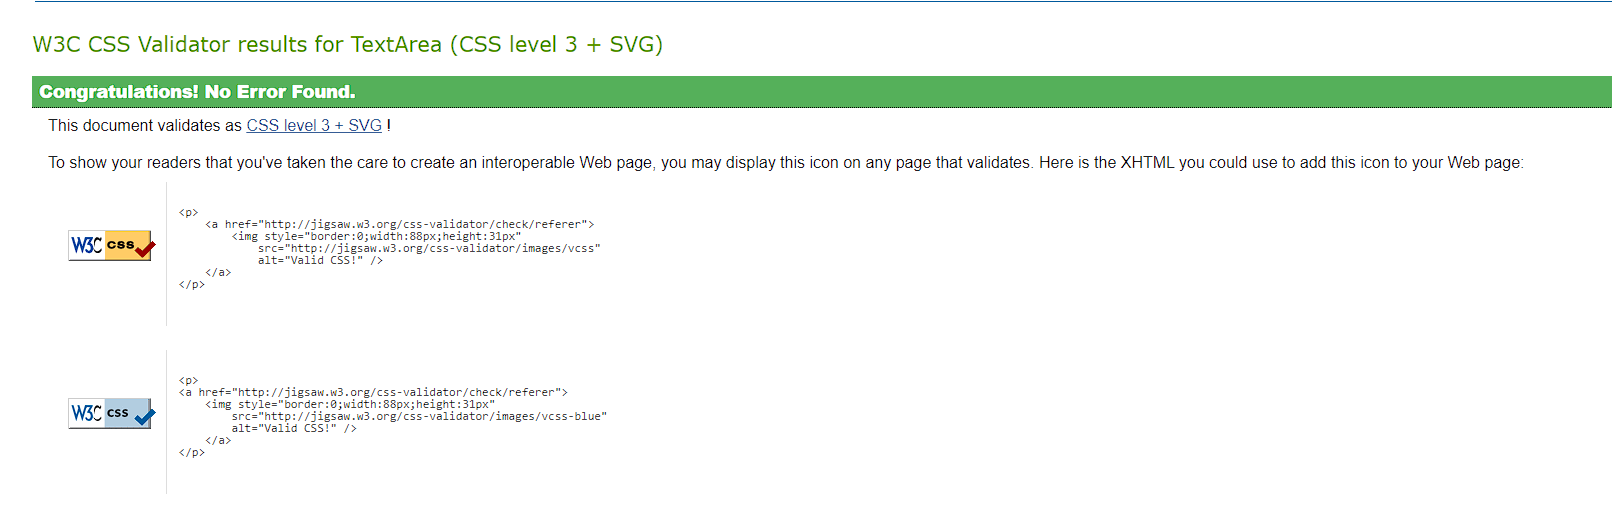 W3C CSS Validator results for TextArea (CSS level 3 + SVG)
Congratulations! No Error Found.
This document validates as CSS level 3 + SVG !
To show your readers that you've taken the care to create an interoperable Web page, you may display this icon on any page that validates. Here is the XHTML you could use to add this icon to your Web page:
<p>
<a href="http://jigsaw.w3.org/css-validator/check/referer">
<img style="border:0;width:88px;height:31px"
W3C css
src="http://jigsaw.w3.org/css-validator/images/vcss"
alt="Valid CSS!" />
</a>
</p>
<p>
<a href="http://jigsaw.w3.org/css-validator/check/referer">
<img style="border:0;width:88px;height:31px"
W3C css
src="http://jigsaw.w3.org/css-validator/images/vcss-blue"
alt="Valid CSS!" />
</a>
</p>